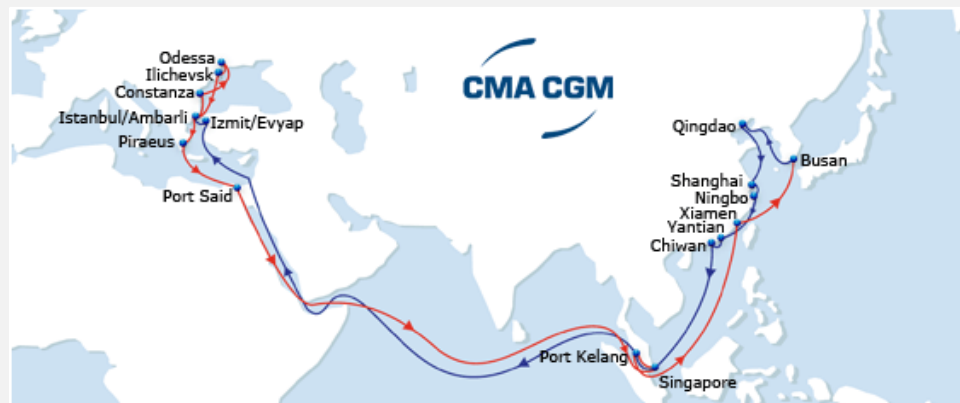 Odessa
Ilichevsk
Constanza
Istanbul/Ambarli
Izmit/Evyap
Piraeus
Port Said
CMA CGM
Qingdao
Busan
Shanghai
Ningbo
Xiamen
Yantian
Chiwan
Port Kelang
Singapore